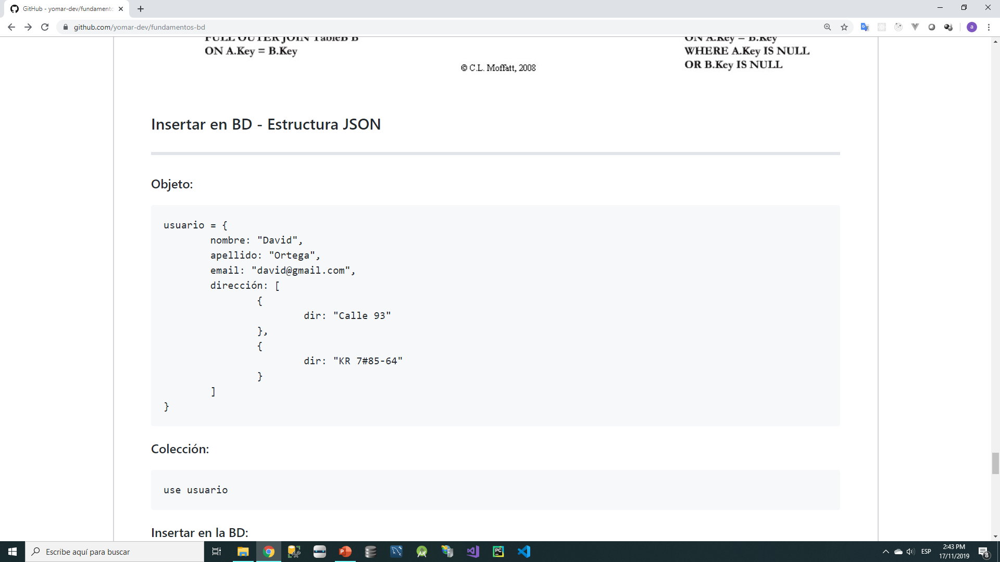 GitHub - yomar-dev/fundamento
github.com/yomar-dev/fundamentos-bd
a
FULL OUTER JOIN TableB B
ON A.Key = B.Key
ON A.Key = B.Key
WHERE A.Key IS NULL
OR B.Key IS NULL
© C.L. Moffatt, 2008
Insertar en BD - Estructura JSON
Objeto:
usuario = {
nombre: "David",
apellido: "Ortega",
email: "david@gmail.com",
dirección: [
{
dir: "Calle 93"
},
{
dir: "KR 7#85-64"
}
]
}
Colección:
use usuario
Insertar en la BD:
Escribe aquí para buscar
ESP
2:43 PM
17/11/2019
8